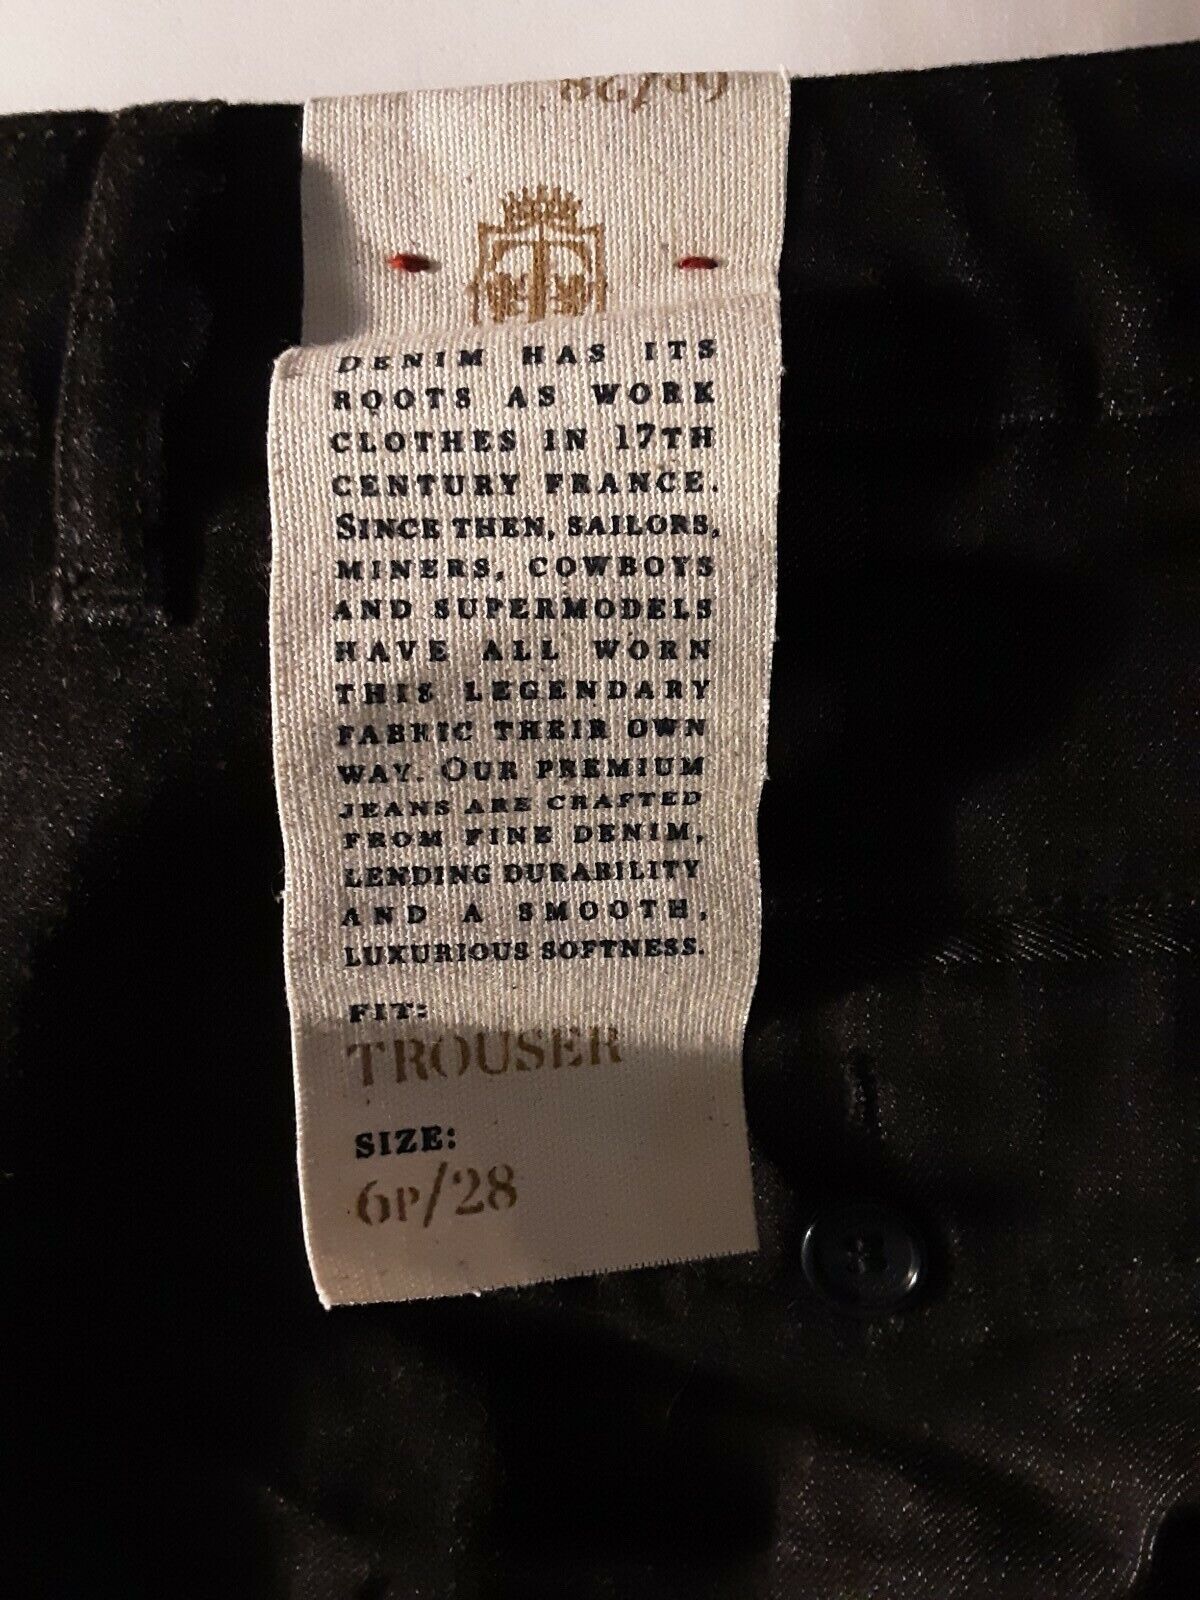 6P/28
DENIM HAS ITS
ROOTS AS WORK
CLOTHES IN 17TH
CENTURY FRANCE.
SINCE THEN, SAILORS,
MINERS, COWBOYS
AND SUPERMODELS
HAVE ALL WORN
THIS LEGENDARY
FABRIC THEIR OWN
WAY. OUR PREMIUM
JEANS ARE CRAFTED
FROM FINE DENIM,
LENDING DURABILITY
AND A SMOOTH,
LUXURIOUS SOFTNESS.
FIT:
TROUSER
SIZE:
6P/28